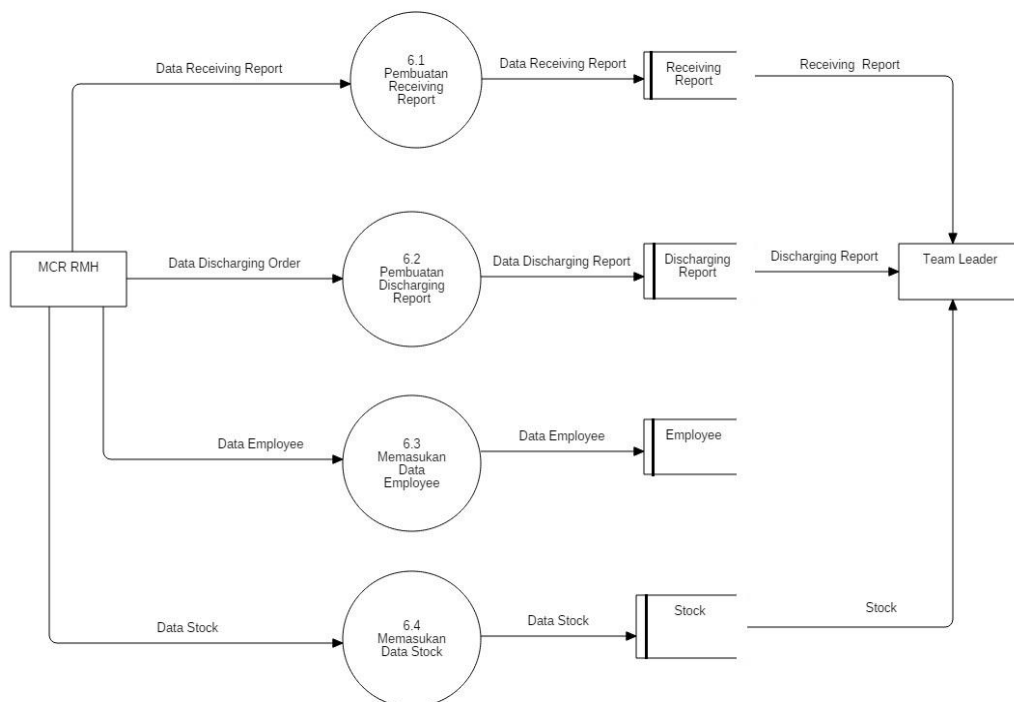 Data Receiving Report
6.1
Pembuatan
Receiving
Report
Data Receiving Report
Receiving
Report
Receiving Report
MCR RMH
Data Discharging Order
6.2
Pembuatan
Discharging
Report
Data Discharging Report
Discharging
Report
Discharging Report
Team Leader
Data Employee
6.3
Memasukan
Data
Employee
Data Employee
Employee
Data Stock
6.4
Memasukan
Data Stock
Data Stock
Stock
Stock